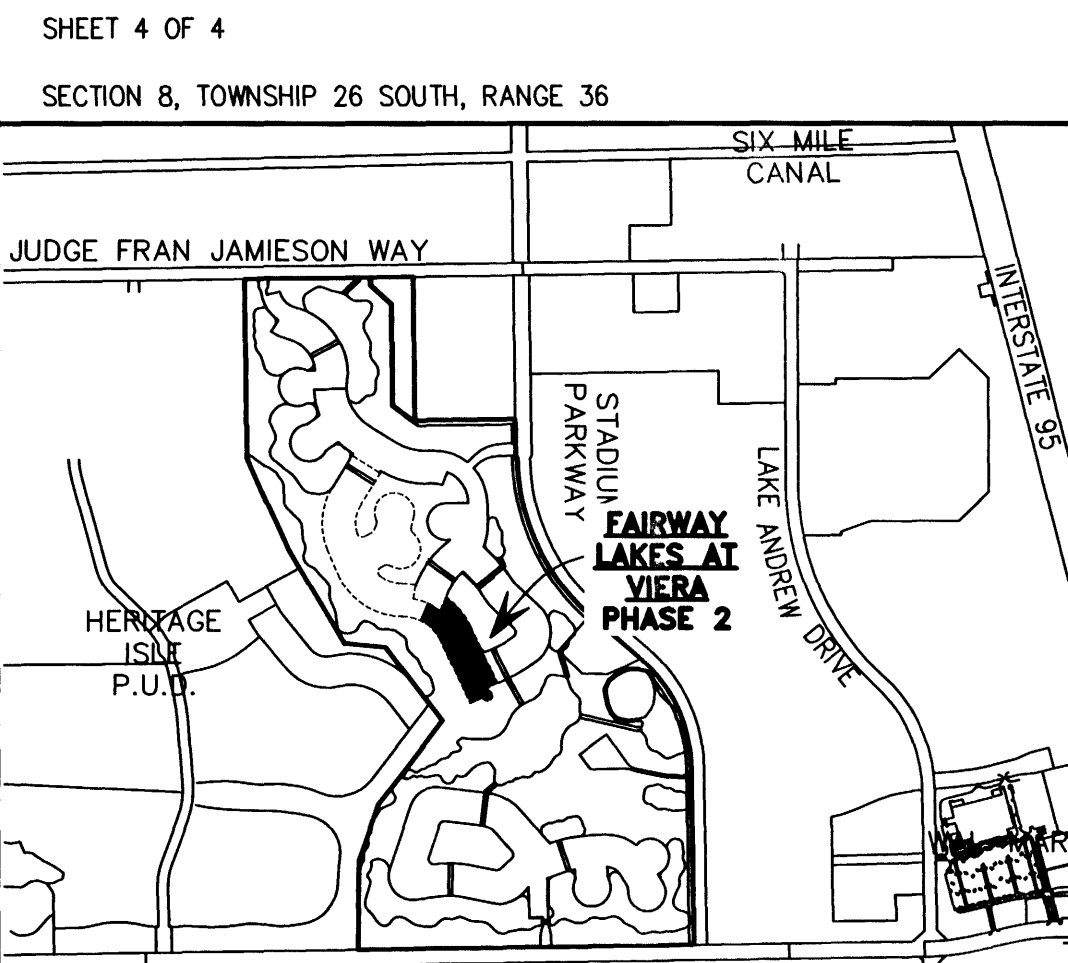 SHEET 4 OF 4
SECTION 8, TOWNSHIP 26 SOUTH, RANGE 36
SIX MILE
CANAL
JUDGE FRAN JAMIESON WAY
INTERSTATE 95
STADIUM
PARKWAY
LAKE ANDREW DRIVE
FAIRWAY
LAKES AT
VIERA
PHASE 2
HERITAGE
ISLE
P.U.D.